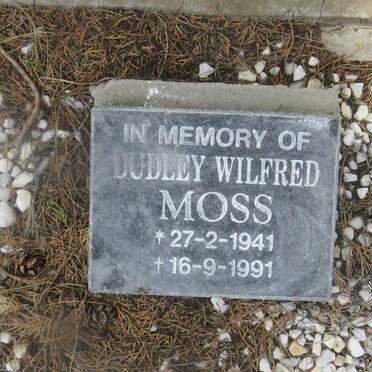 IN MEMORY OF
DUDLEY WILFRED
MOSS
* 27-2-1941
† 16-9-1991